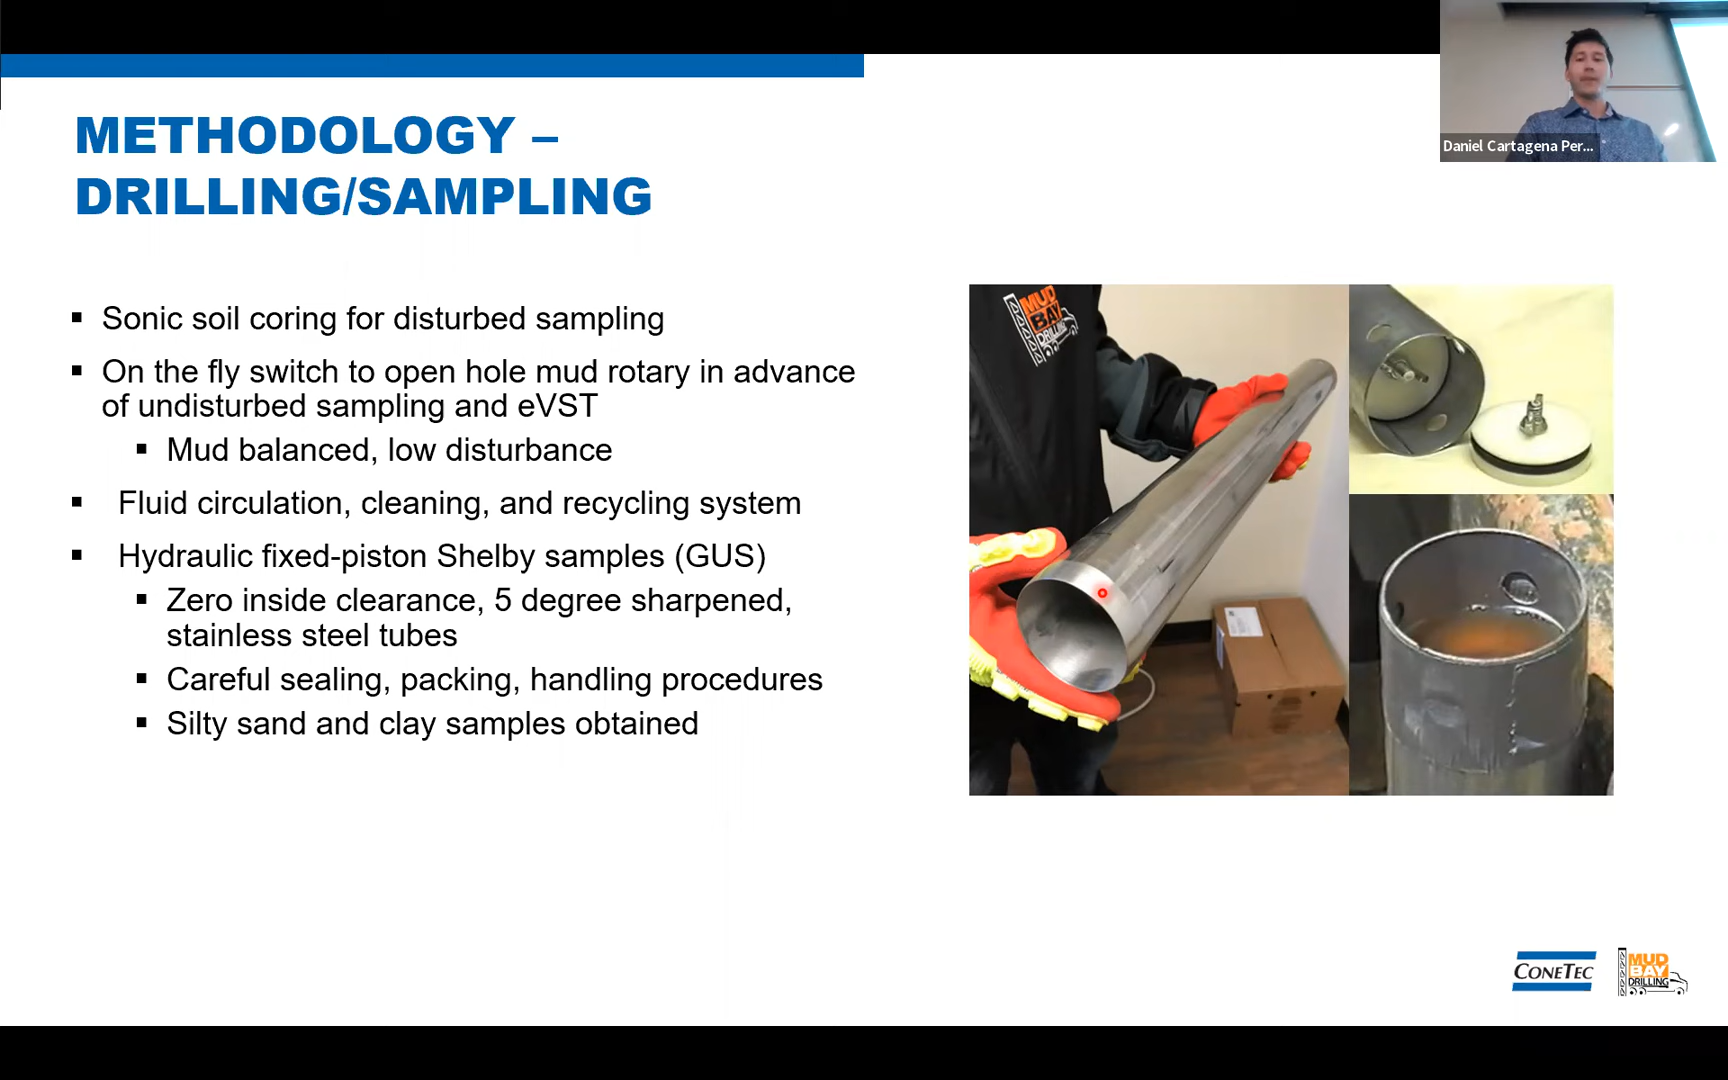 Daniel Cartagena Per...
METHODOLOGY –
DRILLING/SAMPLING
▪ Sonic soil coring for disturbed sampling
▪ On the fly switch to open hole mud rotary in advance
of undisturbed sampling and eVST
▪ Mud balanced, low disturbance
▪ Fluid circulation, cleaning, and recycling system
▪ Hydraulic fixed-piston Shelby samples (GUS)
▪ Zero inside clearance, 5 degree sharpened,
stainless steel tubes
▪ Careful sealing, packing, handling procedures
▪ Silty sand and clay samples obtained
MUD
BAY
DRILLING
CONETEC
MUD
BAY
DRILLING